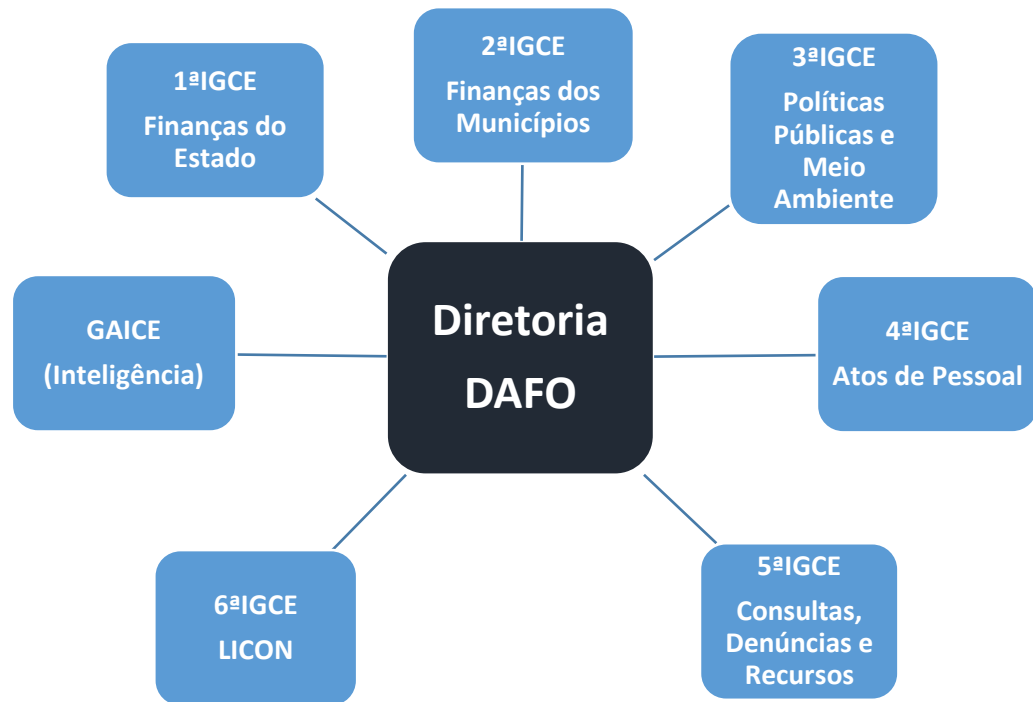 1ªIGCE
Finanças do
Estado
2ªIGCE
Finanças dos
Municípios
3ªIGCE
Políticas
Públicas e
Meio
Ambiente
GAICE
(Inteligência)
Diretoria
DAFO
4ªIGCE
Atos de Pessoal
6ªIGCE
LICON
5ªIGCE
Consultas,
Denúncias e
Recursos